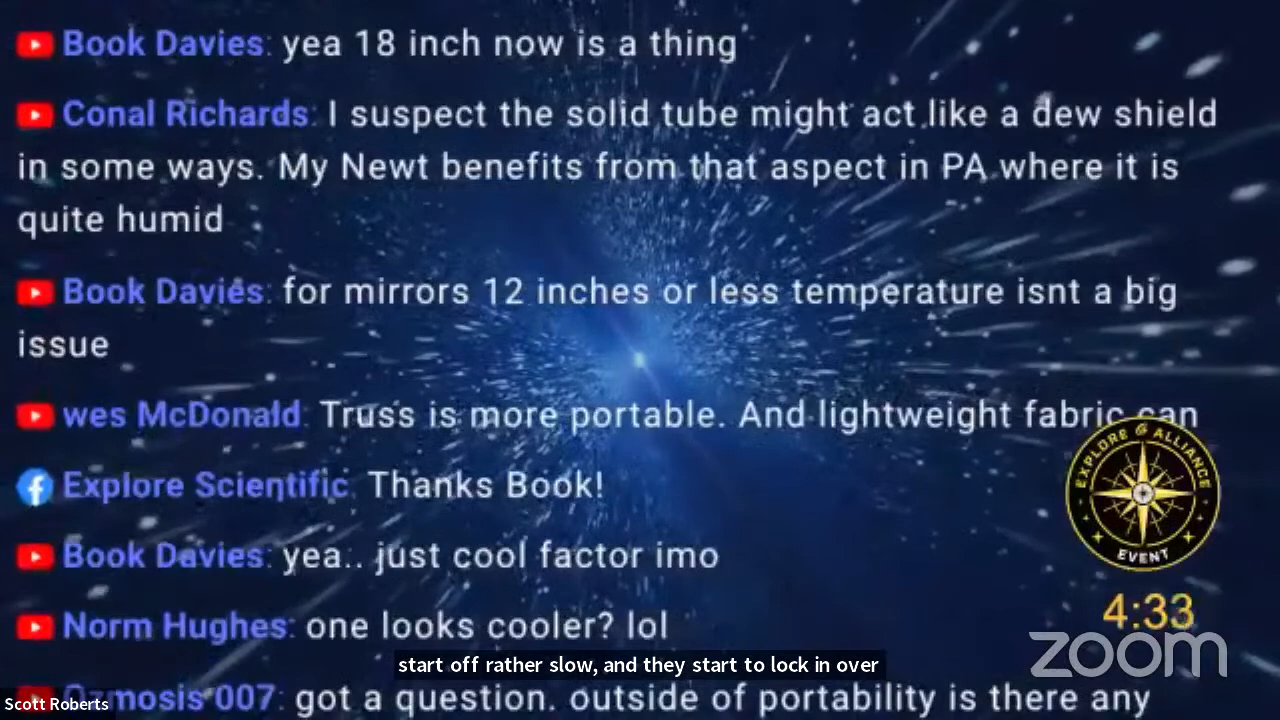 Book Davies: yea 18 inch now is a thing
Conal Richards: I suspect the solid tube might act like a dew shield
in some ways. My Newt benefits from that aspect in PA where it is
quite humid
Book Davies: for mirrors 12 inches or less temperature isnt a big
issue
wes McDonald: Truss is more portable. And lightweight fabric can
EXPLORE ALLIANCE
Explore Scientific: Thanks Book!
EVENT
Book Davies: yea.. just cool factor imo
4:33
Norm Hughes: one looks cooler? lol
zoom
start off rather slow, and they start to lock in over
Ozmosis 007: got a question. outside of portability is there any
Scott Roberts